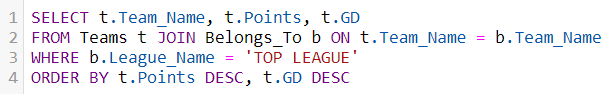 1 SELECT t.Team_Name, t.Points, t.GD
2 FROM Teams t JOIN Belongs_To b ON t.Team_Name = b.Team_Name
3 WHERE b.League_Name = 'TOP LEAGUE'
4 ORDER BY t.Points DESC, t.GD DESC